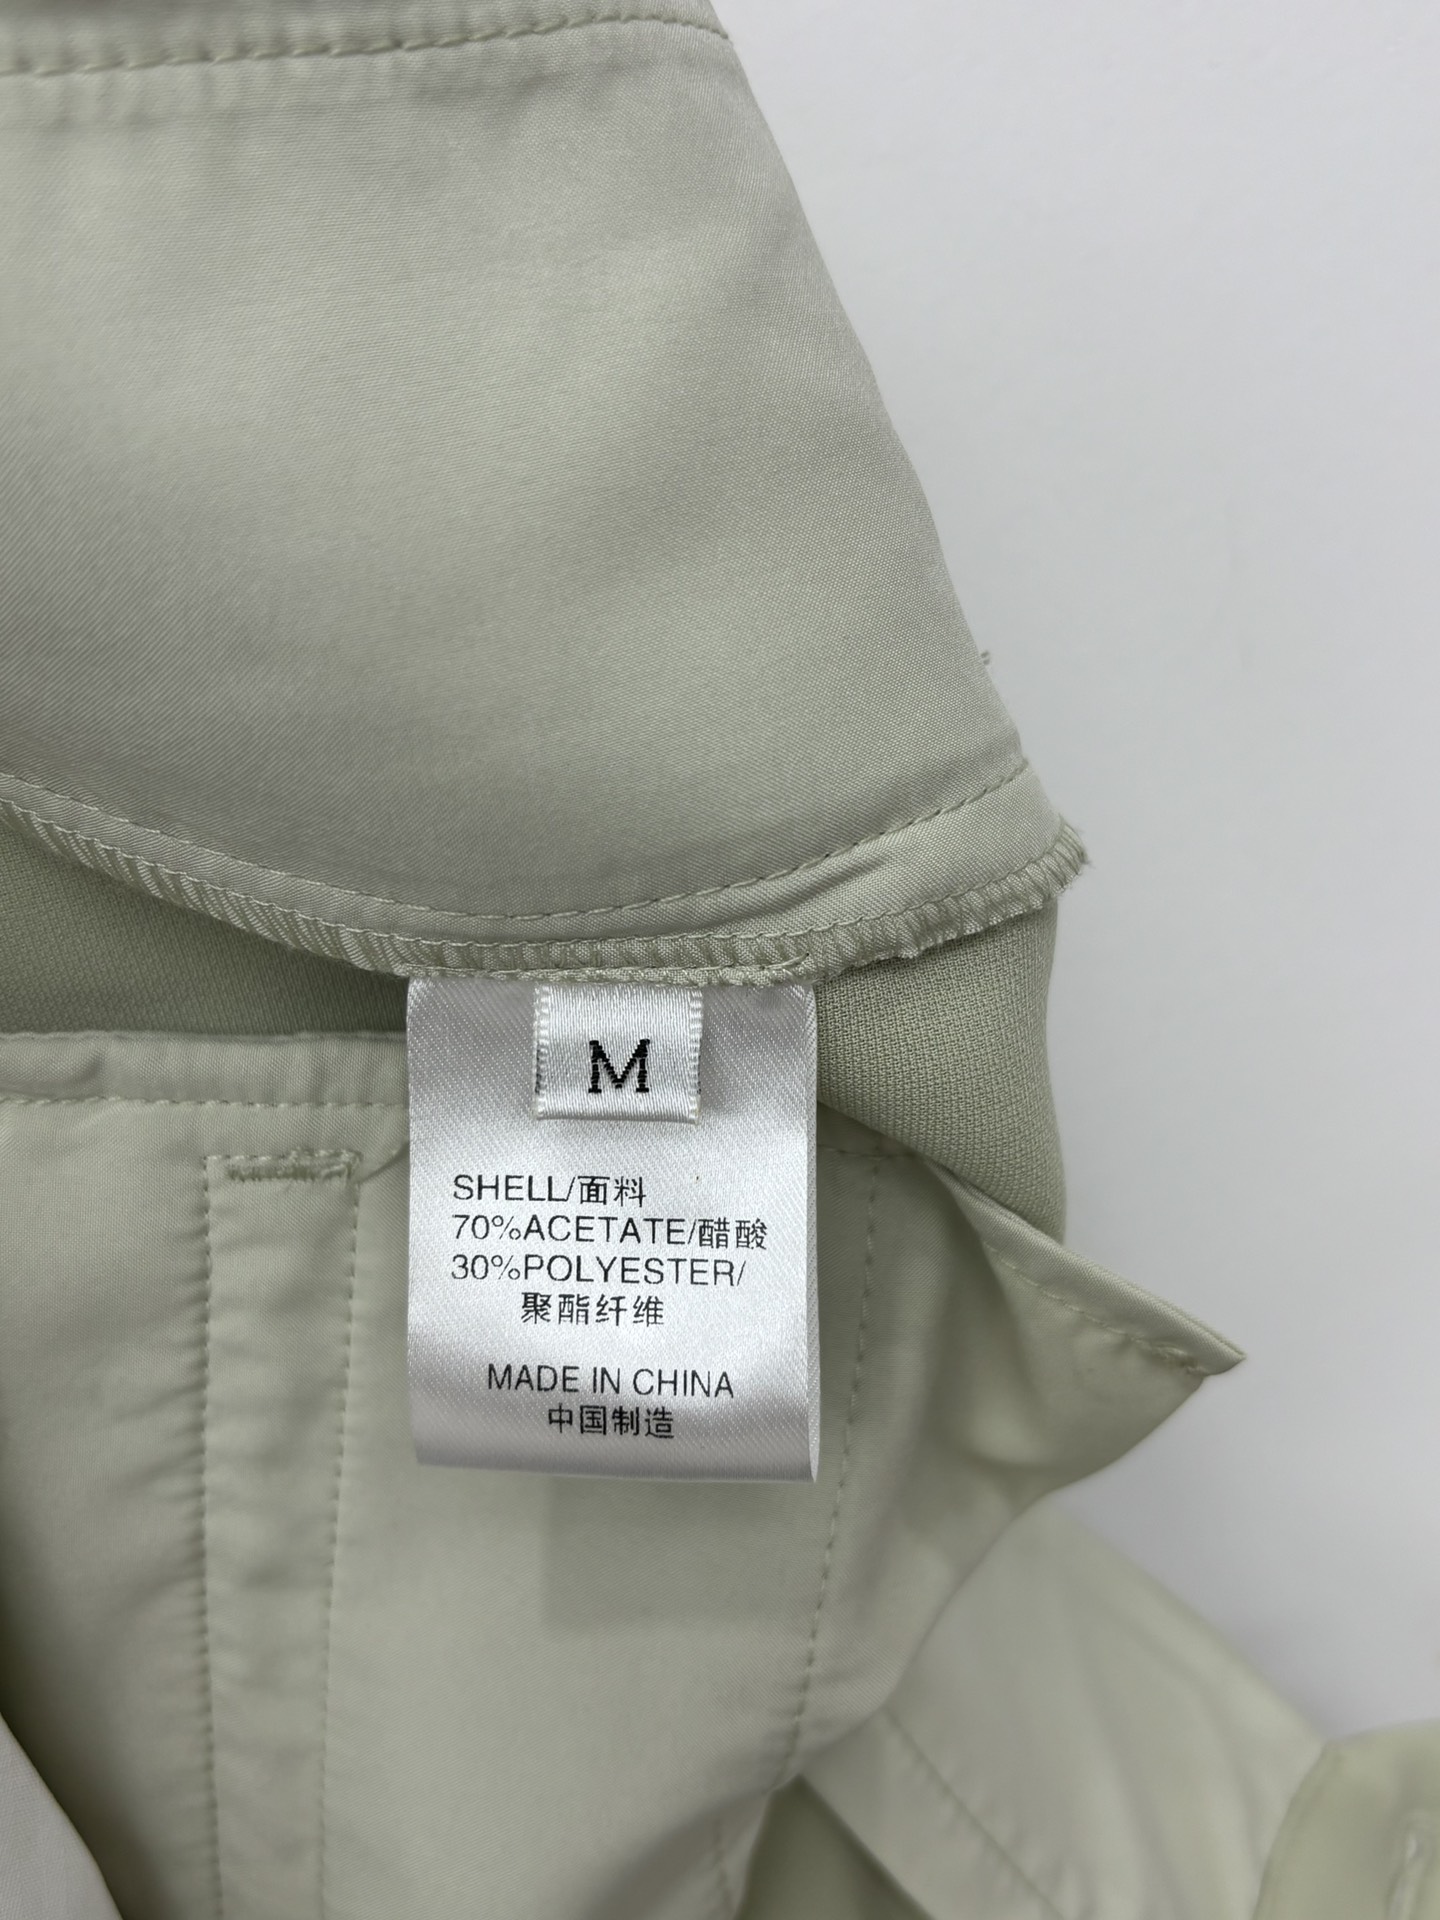 M
SHELL/面料
70%ACETATE/醋酸
30%POLYESTER/
聚酯纤维
MADE IN CHINA
中国制造